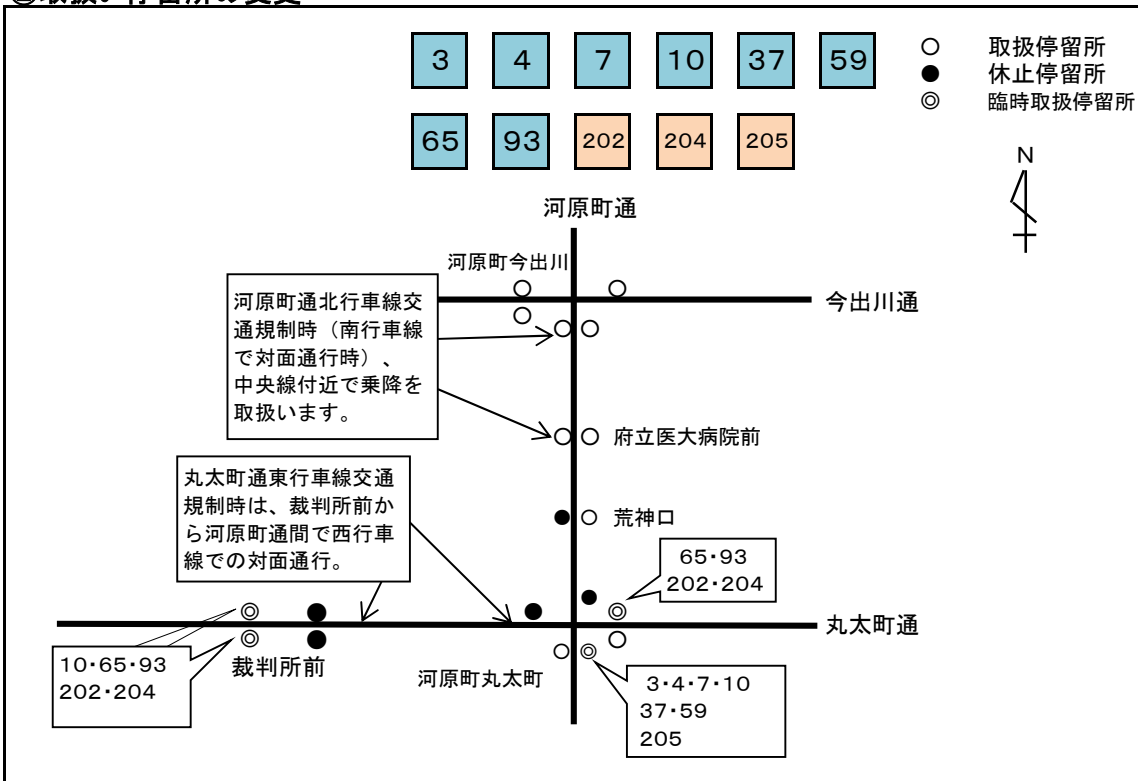 ②取扱い停留所の変更
3 4 7 10 37 59
65 93 202 204 205
○ 取扱停留所
● 休止停留所
◎ 臨時取扱停留所
N
河原町通
河原町今出川
今出川通
河原町通北行車線交
通規制時（南行車線
で対面通行時）、
中央線付近で乗降を
取扱います。
府立医大病院前
丸太町通東行車線交通
規制時は、裁判所前か
ら河原町通間で西行車
線での対面通行。
荒神口
65・93
202・204
丸太町通
10・65・93
202・204
裁判所前
河原町丸太町
3・4・7・10
37・59
205